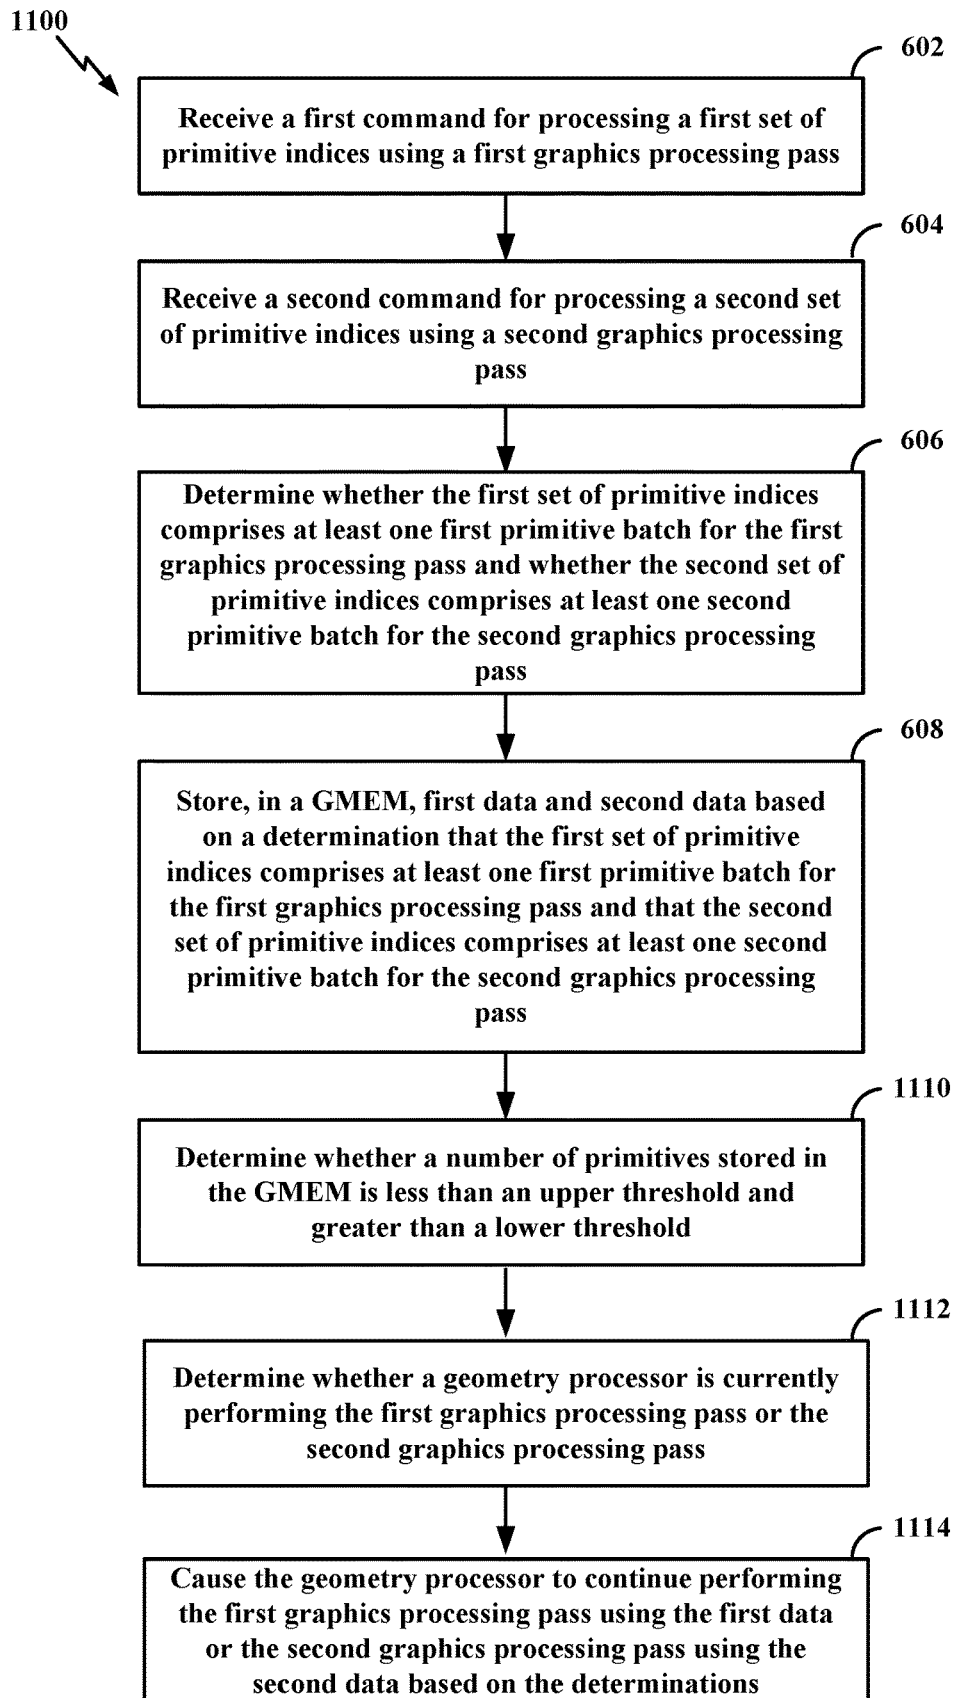 1100
602
Receive a first command for processing a first set of
primitive indices using a first graphics processing pass
604
Receive a second command for processing a second set
of primitive indices using a second graphics processing
pass
606
Determine whether the first set of primitive indices
comprises at least one first primitive batch for the first
graphics processing pass and whether the second set of
primitive indices comprises at least one second
primitive batch for the second graphics processing
pass
608
Store, in a GMEM, first data and second data based
on a determination that the first set of primitive
indices comprises at least one first primitive batch for
the first graphics processing pass and that the second
set of primitive indices comprises at least one second
primitive batch for the second graphics processing
pass
1110
Determine whether a number of primitives stored in
the GMEM is less than an upper threshold and
greater than a lower threshold
1112
Determine whether a geometry processor is currently
performing the first graphics processing pass or the
second graphics processing pass
1114
Cause the geometry processor to continue performing
the first graphics processing pass using the first data
or the second graphics processing pass using the
second data based on the determinations